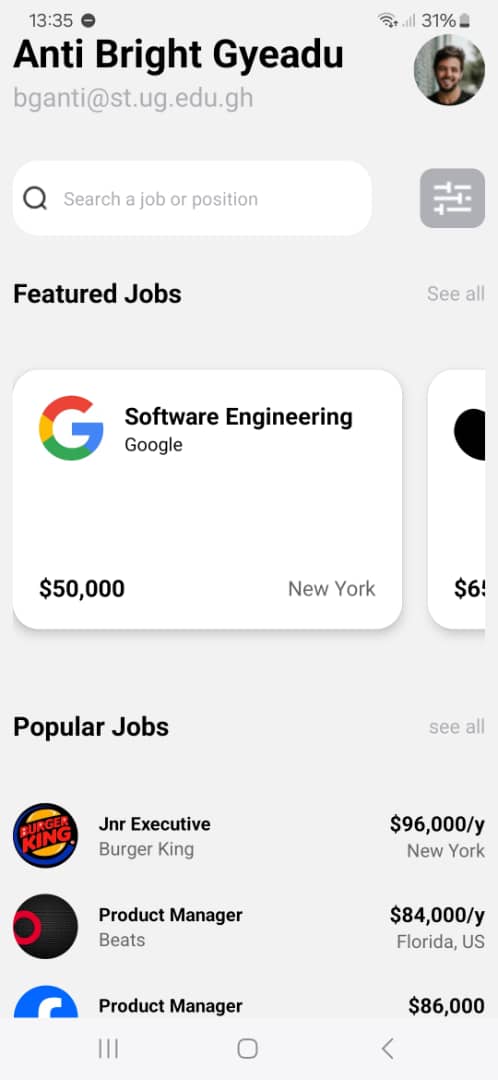 13:35 31%
Anti Bright Gyeadu
bganti@st.ug.edu.gh
Search a job or position
Featured Jobs See all
Software Engineering
Google
$50,000 New York $65
Popular Jobs see all
BURGER KING
Jnr Executive $96,000/y
Burger King New York
Product Manager $84,000/y
Beats Florida, US
Product Manager $86,000